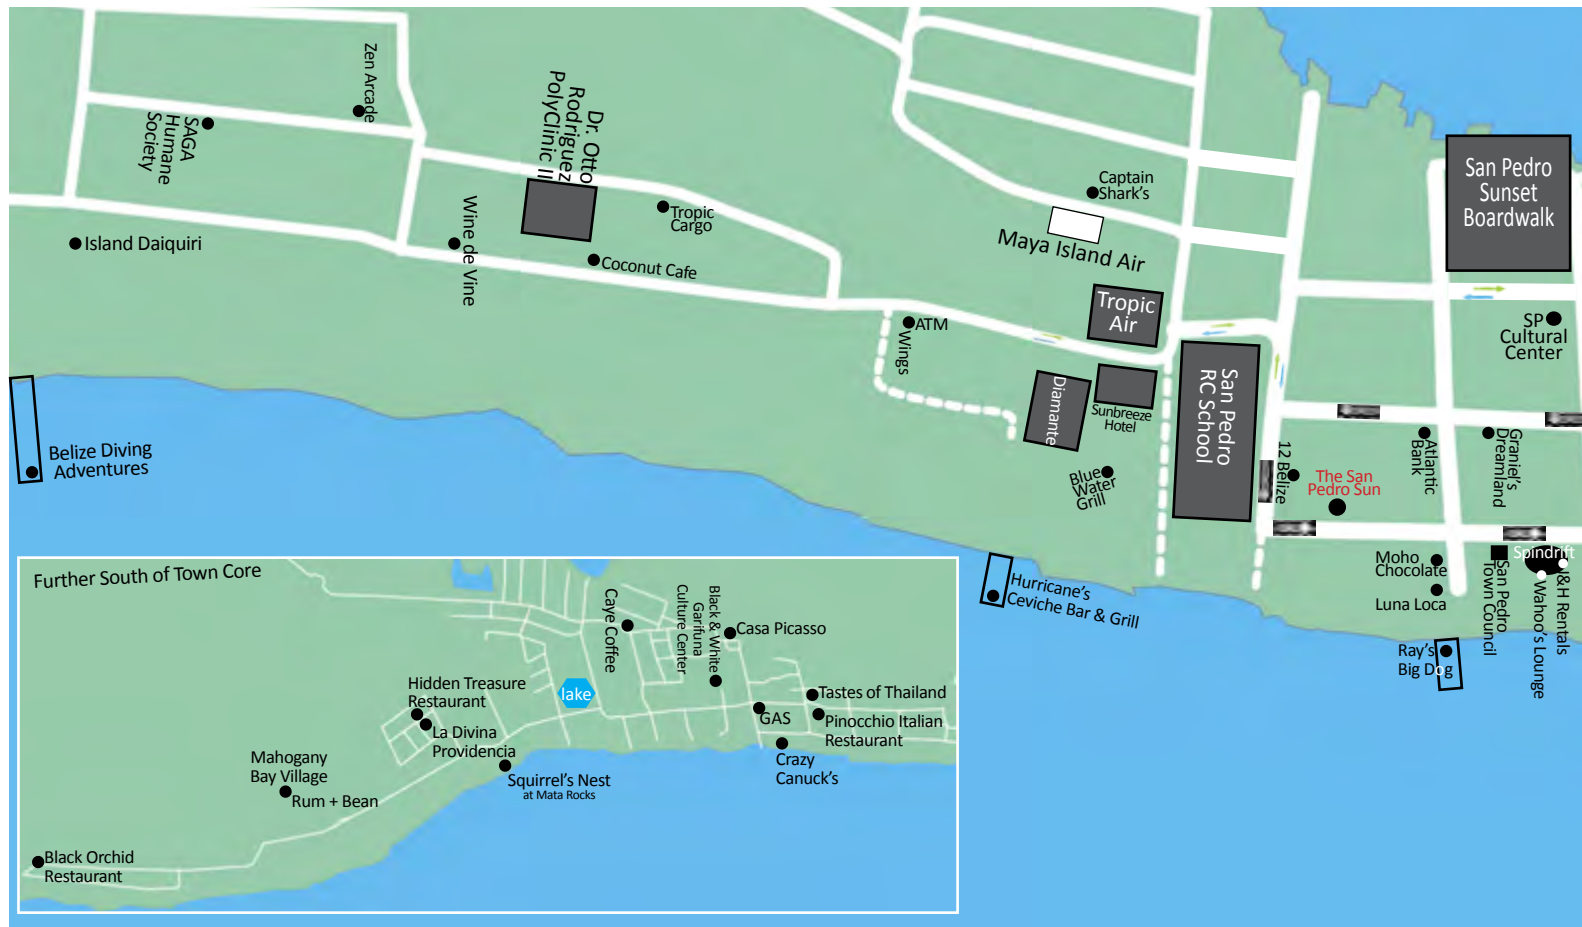 Zen Arcade
SAGA
Humane
Society
Dr. Otto
Rodriguez
PolyClinic II
Island Daiquiri
Wine de Vine
Tropic
Cargo
Coconut Cafe
Captain
Shark's
Maya Island Air
Tropic
Air
San Pedro
Sunset
Boardwalk
SP
Cultural
Center
ATM
Wings
Diamante
Sunbreeze
Hotel
San Pedro
RC School
Blue
Water
Grill
12 Belize
The San
Pedro Sun
Atlantic
Bank
Graniel's
Dreamland
Belize Diving
Adventures
Hurricane's
Ceviche Bar & Grill
Moho
Chocolate
Luna Loca
Spindrift
San Pedro
Town Council
J&H Rentals
Wahoo's Lounge
Ray's
Big Dog
Further South of Town Core
Caye Coffee
Black & White
Garifuna
Culture Center
Casa Picasso
lake
Hidden Treasure
Restaurant
La Divina
Providencia
Tastes of Thailand
GAS
Pinocchio Italian
Restaurant
Crazy
Canuck's
Mahogany
Bay Village
Rum + Bean
Squirrel's Nest
at Mata Rocks
Black Orchid
Restaurant